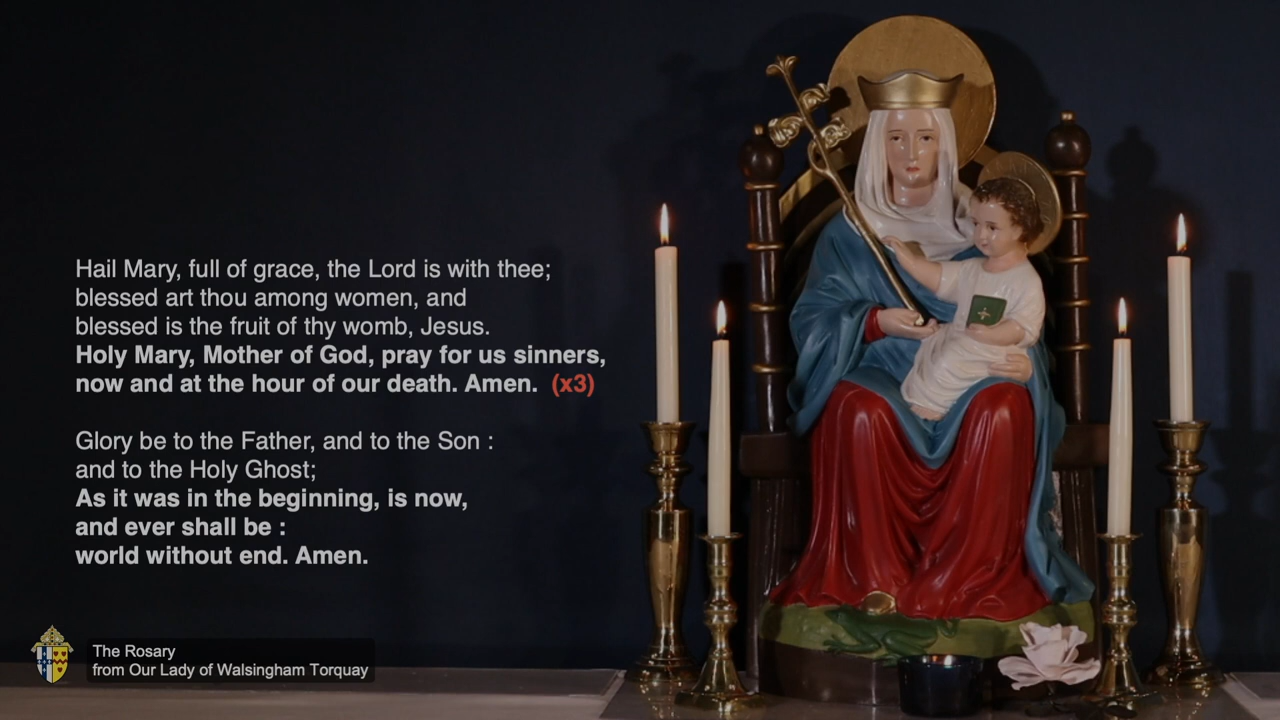 Hail Mary, full of grace, the Lord is with thee;
blessed art thou among women, and
blessed is the fruit of thy womb, Jesus.
Holy Mary, Mother of God, pray for us sinners,
now and at the hour of our death. Amen. (x3)
Glory be to the Father, and to the Son :
and to the Holy Ghost;
As it was in the beginning, is now,
and ever shall be :
world without end. Amen.
The Rosary
from Our Lady of Walsingham Torquay